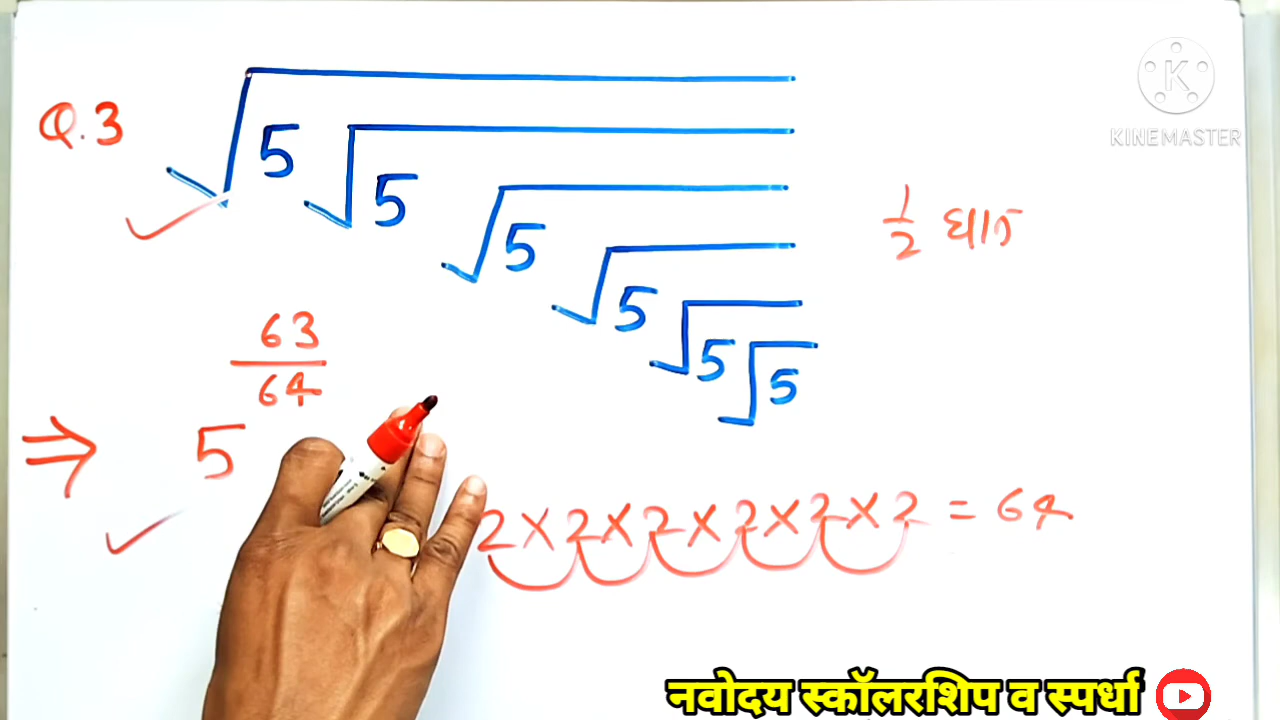 Q.3
√5√5√5√5√5√5
1/2 घात
⇒ 5^63/64
2×2×2×2×2×2 = 64
KINEMASTER
नवोदय स्कॉलरशिप व स्पर्धा